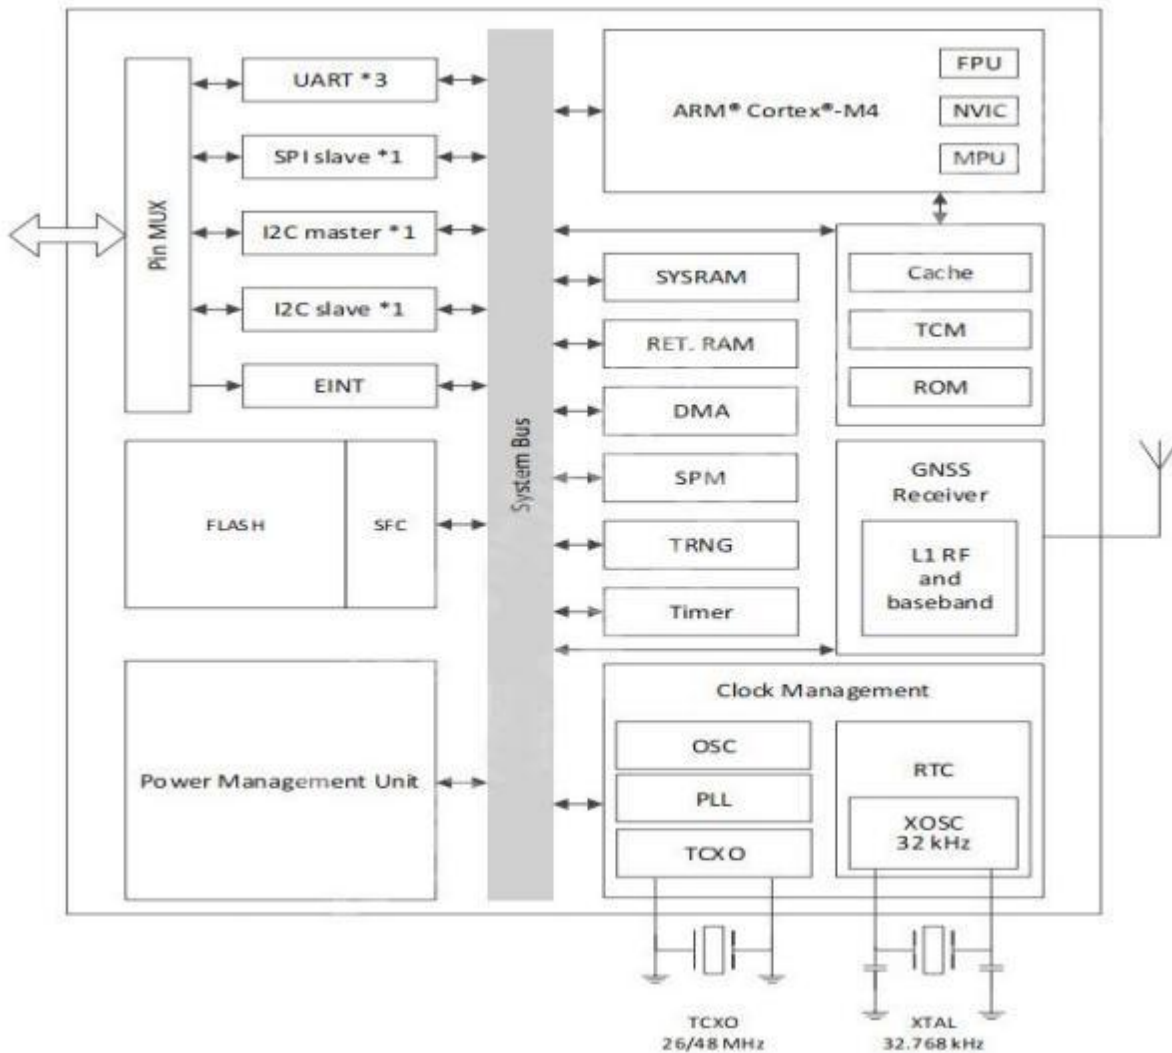 UART *3
SPI slave *1
I2C master *1
I2C slave *1
EINT
Pin MUX
FLASH
SFC
Power Management Unit
System Bus
ARM® Cortex®-M4
FPU
NVIC
MPU
SYSRAM
RET. RAM
DMA
SPM
TRNG
Timer
Cache
TCM
ROM
GNSS
Receiver
L1 RF
and
baseband
Clock Management
OSC
PLL
TCXO
RTC
XOSC
32 kHz
TCXO
26/48 MHz
XTAL
32.768 kHz